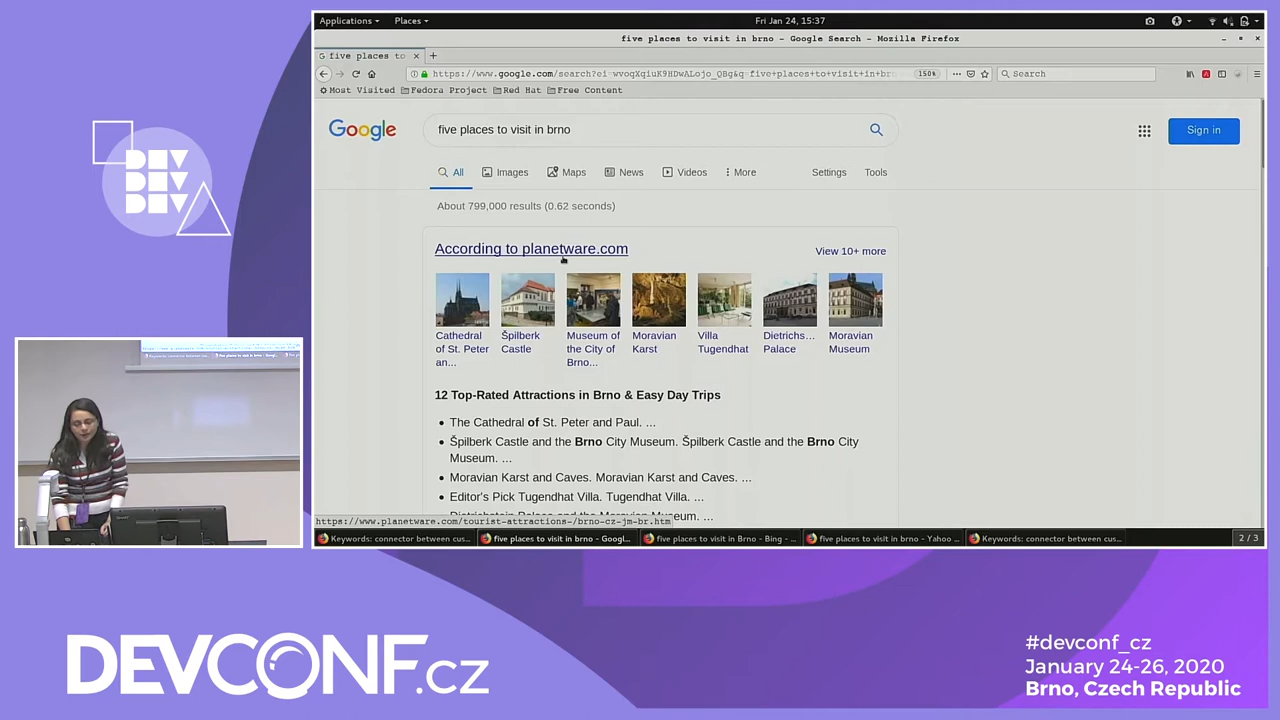 Applications
Places
Fri Jan 24, 15:37
five places to visit in brno - Google Search - Mozilla Firefox
five places to
150%
Search
Most Visited Fedora Project Red Hat Free Content
Google
five places to visit in brno
Sign in
All Images Maps News Videos More Settings Tools
About 799,000 results (0.62 seconds)
According to planetware.com
View 10+ more
Cathedral of St. Peter an...
Špilberk Castle
Museum of the City of Brno...
Moravian Karst
Villa Tugendhat
Dietrichs... Palace
Moravian Museum
12 Top-Rated Attractions in Brno & Easy Day Trips
The Cathedral of St. Peter and Paul. ...
Špilberk Castle and the Brno City Museum. Špilberk Castle and the Brno City
Museum. ...
Moravian Karst and Caves. Moravian Karst and Caves. ...
Editor's Pick Tugendhat Villa. Tugendhat Villa. ...
https://www.planetware.com/tourist-attractions-/brno-cz-jm-br.htm
Keywords: connector between cus...
five places to visit in brno - Googl...
five places to visit in Brno - Bing - ...
five places to visit in brno - Yahoo ...
Keywords: connector between cus...
2 / 3
DEV
DEV
DEV
DEVCONF.cz
#devconf_cz
January 24-26, 2020
Brno, Czech Republic